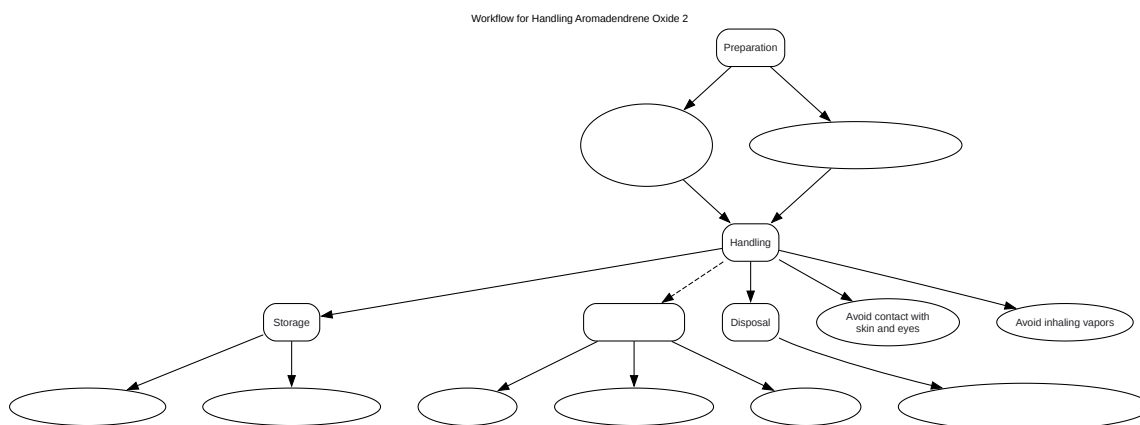 Workflow for Handling Aromadendrene Oxide 2
Preparation
Handling
Storage
Disposal
Avoid contact with
skin and eyes
Avoid inhaling vapors